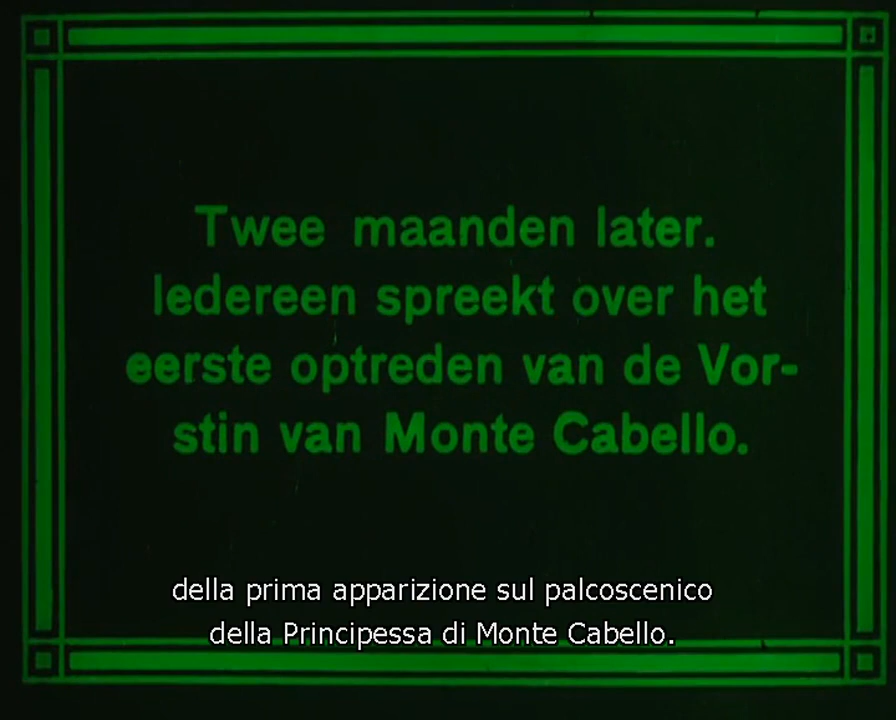 Twee maanden later.
Iedereen spreekt over het
eerste optreden van de Vor-
stin van Monte Cabello.
della prima apparizione sul palcoscenico
della Principessa di Monte Cabello.